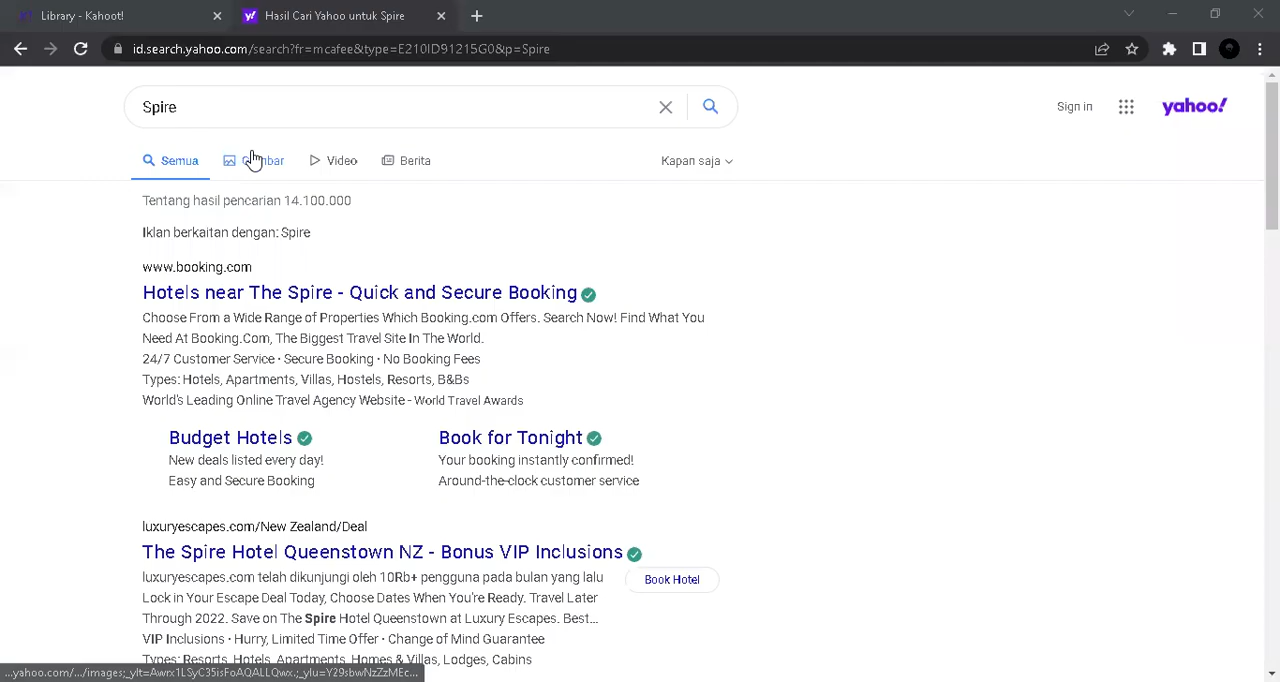 Library - Kahoot!
Hasil Cari Yahoo untuk Spire
id.search.yahoo.com/search?fr=mcafee&type=E210ID91215G0&p=Spire
Spire
Sign in
yahoo!
Semua
Video
Berita
Kapan saja
Tentang hasil pencarian 14.100.000
Iklan berkaitan dengan: Spire
www.booking.com
Hotels near The Spire - Quick and Secure Booking
Choose From a Wide Range of Properties Which Booking.com Offers. Search Now! Find What You
Need At Booking.Com, The Biggest Travel Site In The World.
24/7 Customer Service · Secure Booking · No Booking Fees
Types: Hotels, Apartments, Villas, Hostels, Resorts, B&Bs
World's Leading Online Travel Agency Website - World Travel Awards
Budget Hotels
New deals listed every day!
Easy and Secure Booking
Book for Tonight
Your booking instantly confirmed!
Around-the-clock customer service
luxuryescapes.com/New Zealand/Deal
The Spire Hotel Queenstown NZ - Bonus VIP Inclusions
luxuryescapes.com telah dikunjungi oleh 10Rb+ pengguna pada bulan yang lalu
Book Hotel
Lock in Your Escape Deal Today, Choose Dates When You're Ready. Travel Later
Through 2022. Save on The Spire Hotel Queenstown at Luxury Escapes. Best...
VIP Inclusions · Hurry, Limited Time Offer · Change of Mind Guarantee
Types: Resorts, Hotels, Apartments, Homes & Villas, Lodges, Cabins